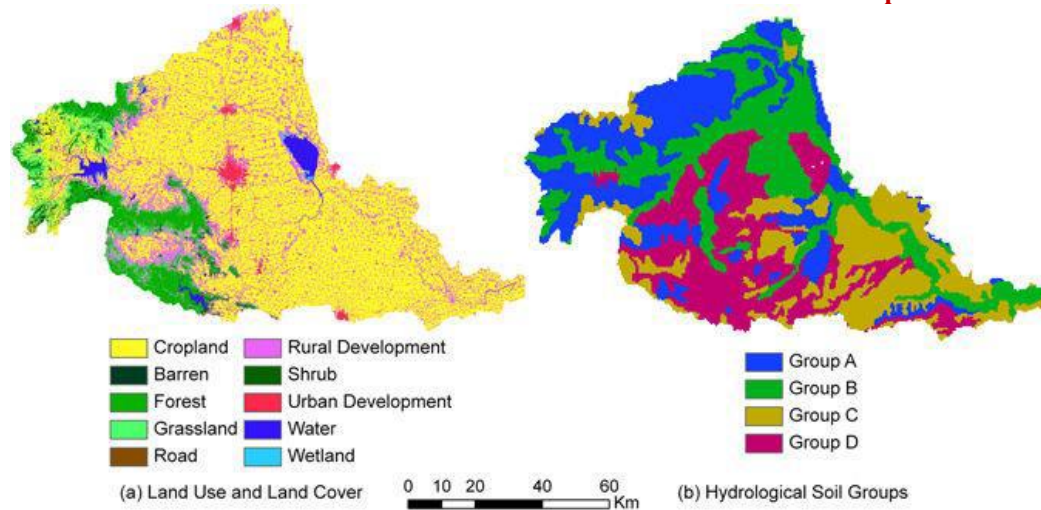 Cropland
Barren
Forest
Grassland
Road
Rural Development
Shrub
Urban Development
Water
Wetland
Group A
Group B
Group C
Group D
(a) Land Use and Land Cover
0 10 20 40 60
Km
(b) Hydrological Soil Groups